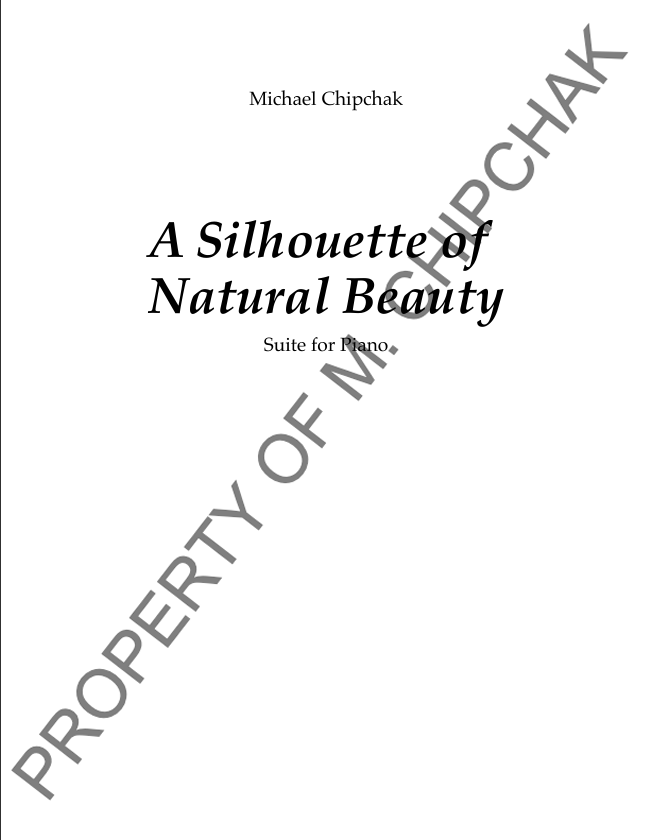 Michael Chipchak
A Silhouette of
Natural Beauty
Suite for Piano
PROPERTY OF M. CHIPCHAK